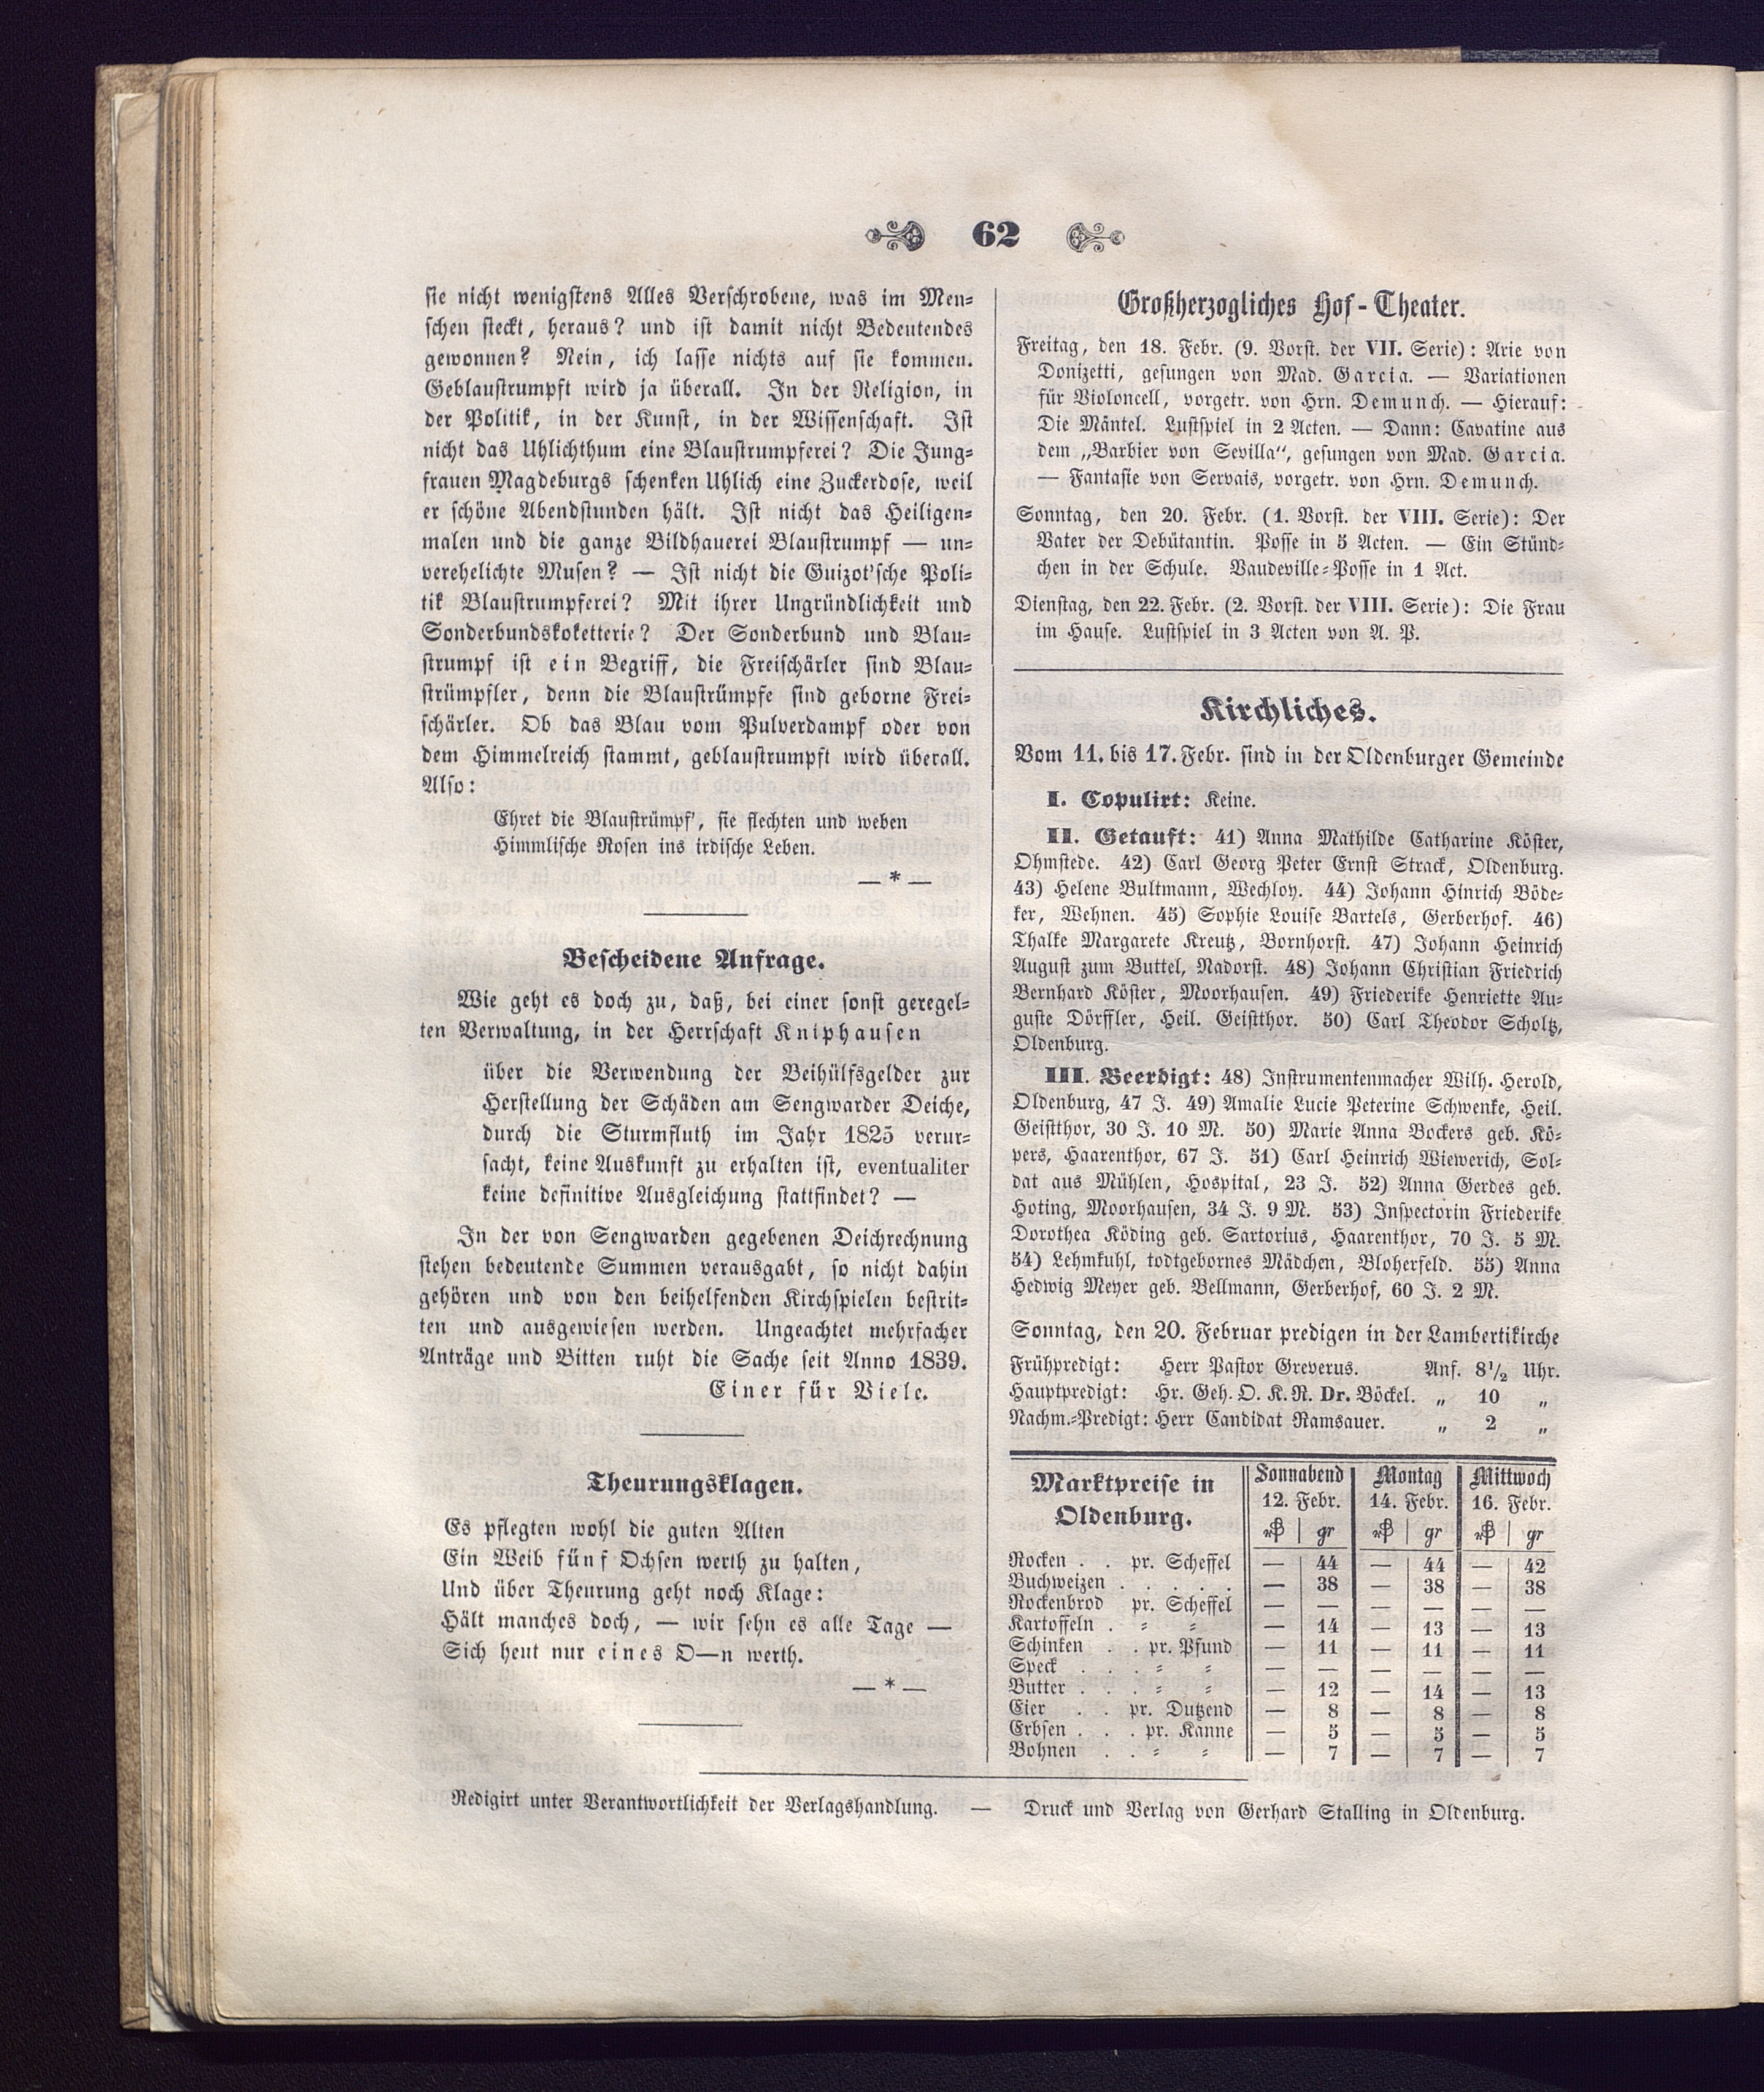 62
sie nicht wenigstens Alles Verschrobene, was im Men-
schen steckt, heraus? und ist damit nicht Bedeutendes
gewonnen? Nein, ich lasse nichts auf sie kommen.
Geblaustrumpft wird ja überall. In der Religion, in
der Politik, in der Kunst, in der Wissenschaft. Ist
nicht das Uhlichthum eine Blaustrumpferei? Die Jung-
frauen Magdeburgs schenken Uhlich eine Zuckerdose, weil
er schöne Abendstunden hält. Ist nicht das Heiligen-
malen und die ganze Bildhauerei Blaustrumpf — un-
verehelichte Musen? — Ist nicht die Guizot'sche Poli-
tik Blaustrumpferei? Mit ihrer Ungründlichkeit und
Sonderbundskoketterie? Der Sonderbund und Blau-
strumpf ist ein Begriff, die Freischärler sind Blau-
strümpfler, denn die Blaustrümpfe sind geborne Frei-
schärler. Ob das Blau vom Pulverdampf oder von
dem Himmelreich stammt, geblaustrumpft wird überall.
Also:
Ehret die Blaustrümpf', sie flechten und weben
Himmlische Rosen ins irdische Leben.
— * —
Bescheidene Anfrage.
Wie geht es doch zu, daß, bei einer sonst geregel-
ten Verwaltung, in der Herrschaft Kniphausen
über die Verwendung der Beihülfsgelder zur
Herstellung der Schäden am Sengwarder Deiche,
durch die Sturmfluth im Jahr 1825 verur-
sacht, keine Auskunft zu erhalten ist, eventualiter
keine definitive Ausgleichung stattfindet? —
In der von Sengwarden gegebenen Deichrechnung
stehen bedeutende Summen verausgabt, so nicht dahin
gehören und von den beihelfenden Kirchspielen bestrit-
ten und ausgewiesen werden. Ungeachtet mehrfacher
Anträge und Bitten ruht die Sache seit Anno 1839.
Einer für Viele.
Theurungsklagen.
Es pflegten wohl die guten Alten
Ein Weib fünf Ochsen werth zu halten,
Und über Theurung geht noch Klage:
Hält manches doch, — wir sehn es alle Tage —
Sich heut nur eines O—n werth.
— * —
Großherzogliches Hof-Theater.
Freitag, den 18. Febr. (9. Vorst. der VII. Serie): Arie von
Donizetti, gesungen von Mad. Garcia. — Variationen
für Violoncell, vorgetr. von Hrn. Demunch. — Hierauf:
Die Mäntel. Lustspiel in 2 Acten. — Dann: Cavatine aus
dem „Barbier von Sevilla“, gesungen von Mad. Garcia.
— Fantasie von Servais, vorgetr. von Hrn. Demunch.
Sonntag, den 20. Febr. (1. Vorst. der VIII. Serie): Der
Vater der Debütantin. Posse in 5 Acten. — Ein Stünd-
chen in der Schule. Vaudeville-Posse in 1 Act.
Dienstag, den 22. Febr. (2. Vorst. der VIII. Serie): Die Frau
im Hause. Lustspiel in 3 Acten von A. P.
Kirchliches.
Vom 11. bis 17. Febr. sind in der Oldenburger Gemeinde
I. Copulirt: Keine.
II. Getauft: 41) Anna Mathilde Catharine Köster,
Ohmstede. 42) Carl Georg Peter Ernst Strack, Oldenburg.
43) Helene Bultmann, Wechloy. 44) Johann Hinrich Böde-
ker, Wehnen. 45) Sophie Louise Bartels, Gerberhof. 46)
Thalke Margarete Kreutz, Bornhorst. 47) Johann Heinrich
August zum Buttel, Nadorst. 48) Johann Christian Friedrich
Bernhard Köster, Moorhausen. 49) Friederike Henriette Au-
guste Dörffler, Heil. Geistthor. 50) Carl Theodor Scholtz,
Oldenburg.
III. Beerdigt: 48) Instrumentenmacher Wilh. Herold,
Oldenburg, 47 J. 49) Amalie Lucie Peterine Schwenke, Heil.
Geistthor, 30 J. 10 M. 50) Marie Anna Bockers geb. Kö-
pers, Haarenthor, 67 J. 51) Carl Heinrich Wiewerich, Sol-
dat aus Mühlen, Hospital, 23 J. 52) Anna Gerdes geb.
Hoting, Moorhausen, 34 J. 9 M. 53) Inspectorin Friederike
Dorothea Köding geb. Sartorius, Haarenthor, 70 J. 5 M.
54) Lehmkuhl, todtgebornes Mädchen, Bloherfeld. 55) Anna
Hedwig Meyer geb. Bellmann, Gerberhof, 60 J. 2 M.
Sonntag, den 20. Februar predigen in der Lambertikirche
Frühpredigt: Herr Pastor Greverus. Anf. 8½ Uhr.
Hauptpredigt: Hr. Geh. O. K. R. Dr. Böckel. „ 10 „
Nachm.-Predigt: Herr Candidat Ramsauer. „ 2 „
Marktpreise in Oldenburg. Sonnabend Montag Mittwoch
12. Febr. 14. Febr. 16. Febr.
₰ gr ₰ gr ₰ gr
Rocken . . pr. Scheffel — 44 — 44 — 42
Buchweizen . . . . . — 38 — 38 — 38
Rockenbrod pr. Scheffel — — — — — —
Kartoffeln . = = — 14 — 13 — 13
Schinken . . pr. Pfund — 11 — 11 — 11
Speck . . . = = — — — — — —
Butter . . . = = — 12 — 14 — 13
Eier . . pr. Dutzend — 8 — 8 — 8
Erbsen . . . pr. Kanne — 5 — 5 — 5
Bohnen . . = = — 7 — 7 — 7
Redigirt unter Verantwortlichkeit der Verlagshandlung. — Druck und Verlag von Gerhard Stalling in Oldenburg.